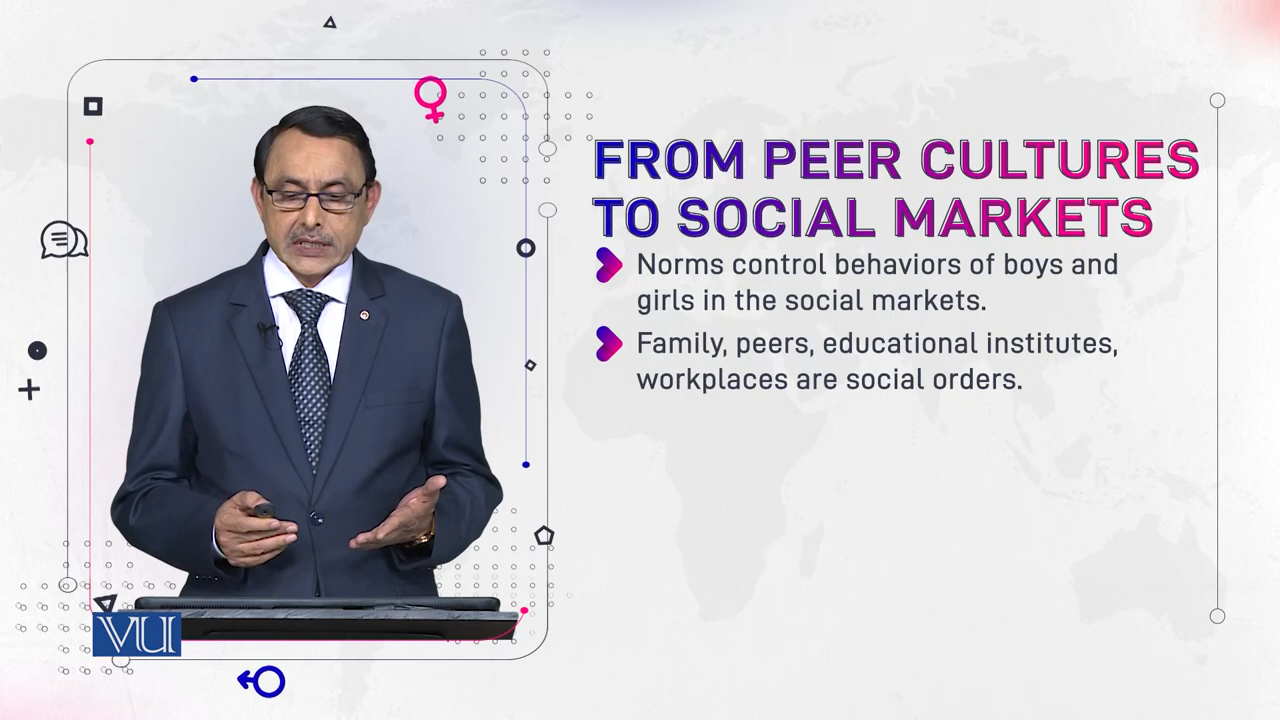 FROM PEER CULTURES
TO SOCIAL MARKETS
Norms control behaviors of boys and
girls in the social markets.
Family, peers, educational institutes,
workplaces are social orders.
VU